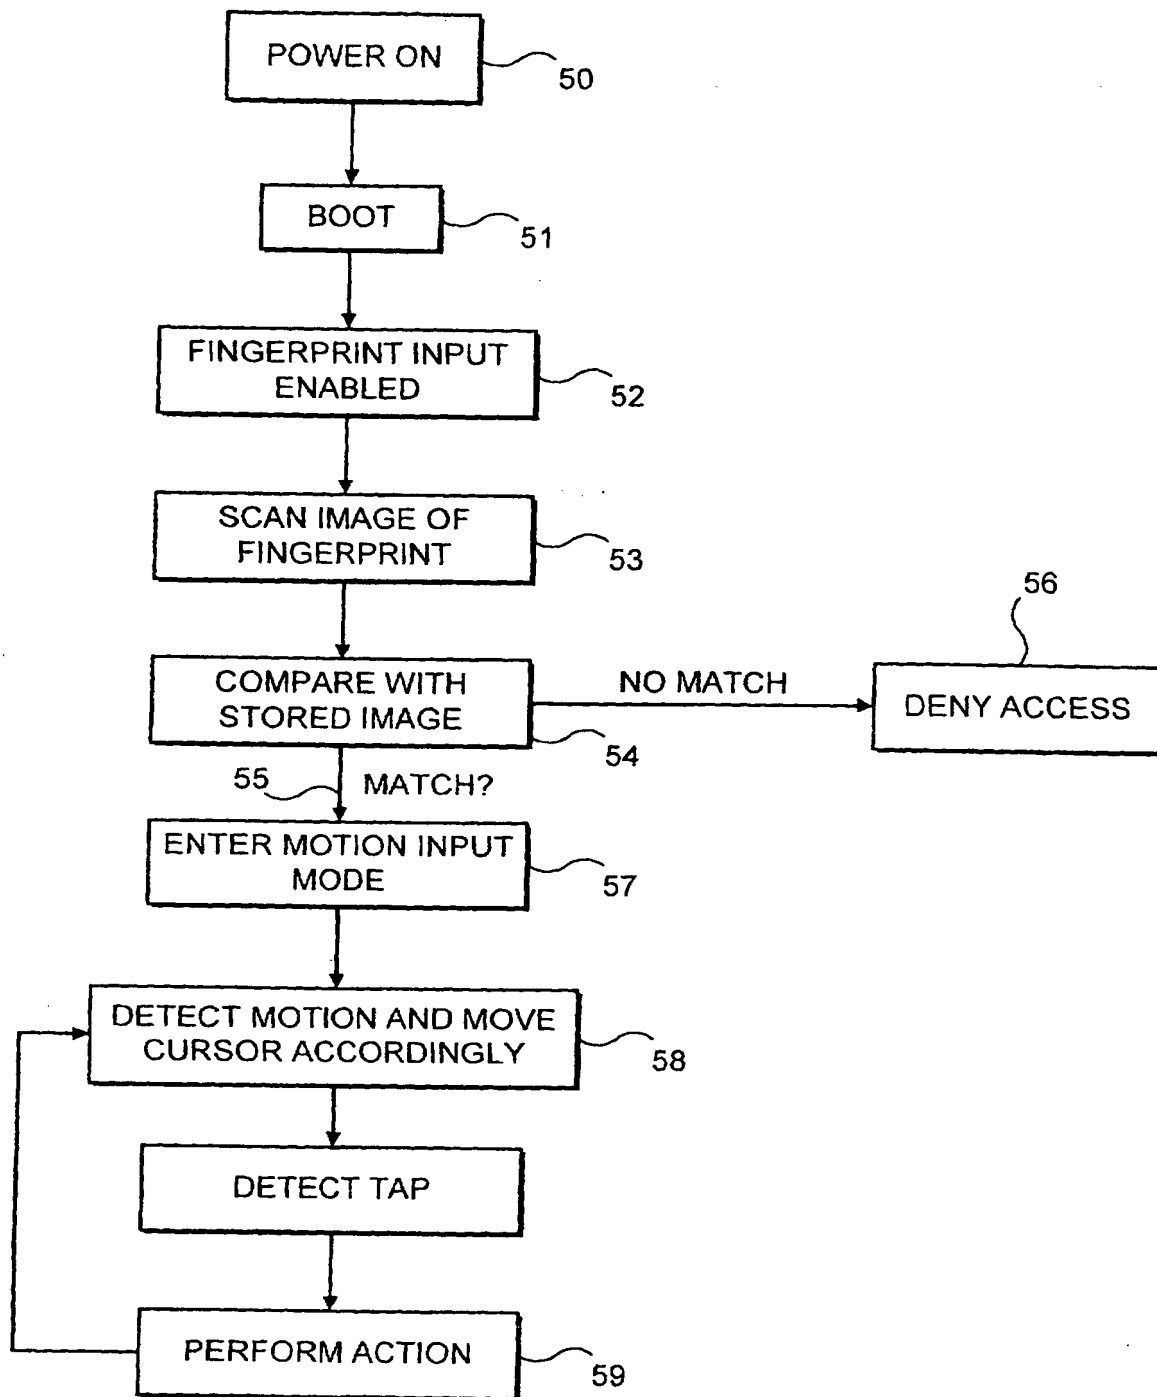 POWER ON
50
BOOT
51
FINGERPRINT INPUT
ENABLED
52
SCAN IMAGE OF
FINGERPRINT
53
COMPARE WITH
STORED IMAGE
54
NO MATCH
56
DENY ACCESS
55
MATCH?
ENTER MOTION INPUT
MODE
57
DETECT MOTION AND MOVE
CURSOR ACCORDINGLY
58
DETECT TAP
PERFORM ACTION
59